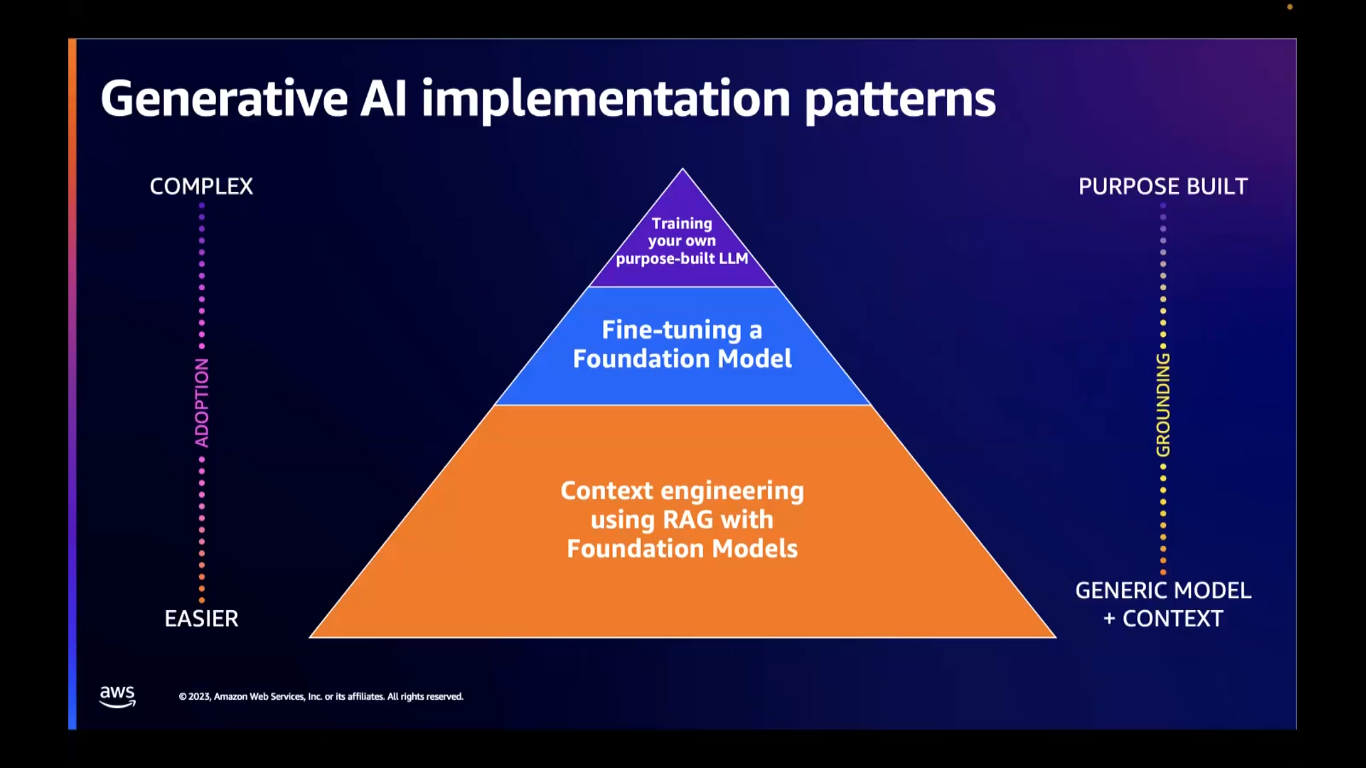 Generative AI implementation patterns
COMPLEX
PURPOSE BUILT
Training
your own
purpose-built LLM
Fine-tuning a
Foundation Model
ADOPTION
GROUNDING
Context engineering
using RAG with
Foundation Models
EASIER
GENERIC MODEL
+ CONTEXT
aws
© 2023, Amazon Web Services, Inc. or its affiliates. All rights reserved.